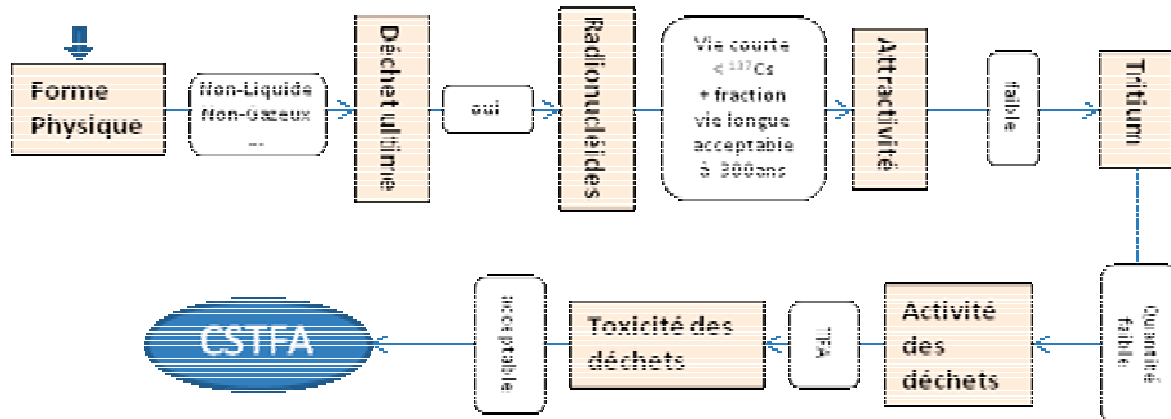 Forme
Physique
Non-Liquide
Non-Gazeux
...
Déchet ultime
oui
Radionucléides
Vie courte
< ¹³⁷Cs
+ fraction
vie longue
acceptable
à 300ans
Attractivité
faible
Tritium
Quantité
faible
Activité
des
déchets
TFA
Toxicité des
déchets
acceptable
CSTFA